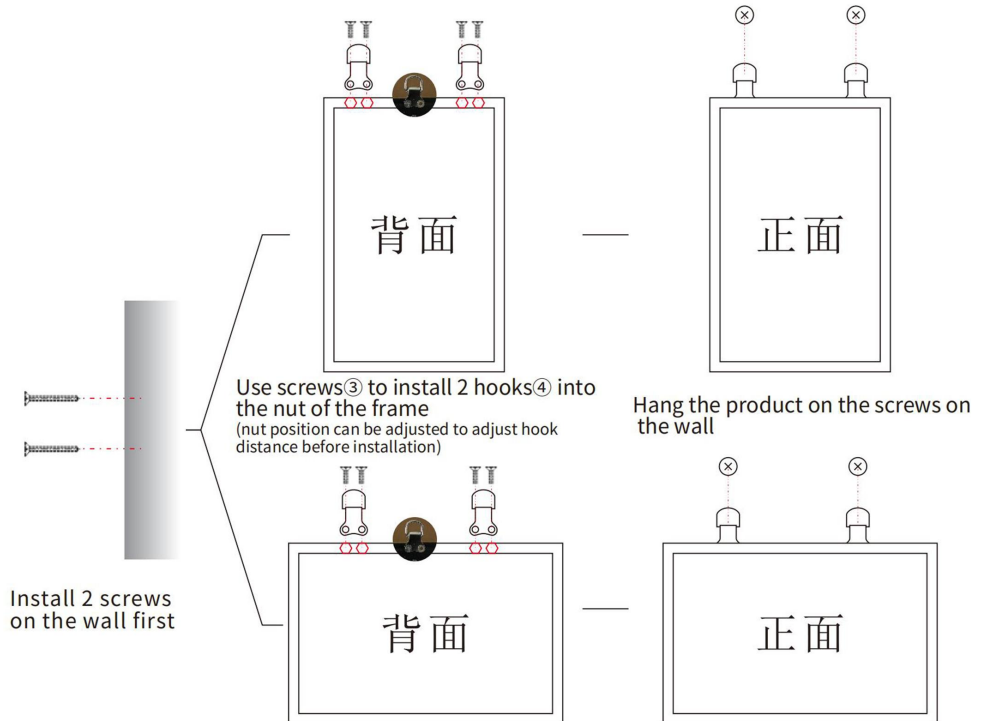 背面
正面
Use screws③ to install 2 hooks④ into
the nut of the frame
(nut position can be adjusted to adjust hook
distance before installation)
Hang the product on the screws on
the wall
Install 2 screws
on the wall first
背面
正面